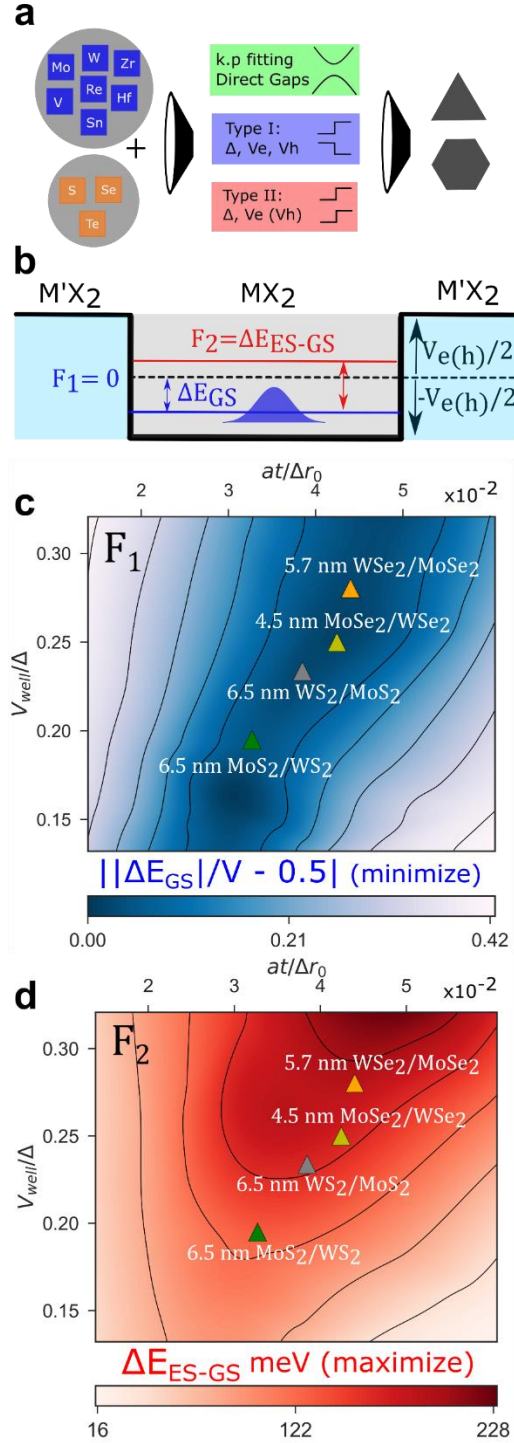 a
Mo W Zr
V Re Hf
Sn
+
S Se
Te
k.p fitting
Direct Gaps
Type I:
Δ, Ve, Vh
Type II:
Δ, Ve (Vh)
b
M'X2 MX2 M'X2
F2=ΔEES-GS
F1= 0
ΔEGS
Ve(h)/2
-Ve(h)/2
c
at/Δr0
2 3 4 5 x10-2
F1
0.30
0.25
0.20
0.15
Vwell/Δ
5.7 nm WSe2/MoSe2
4.5 nm MoSe2/WSe2
6.5 nm WS2/MoS2
6.5 nm MoS2/WS2
||ΔEGS|/V - 0.5| (minimize)
0.00 0.21 0.42
d
at/Δr0
2 3 4 5 x10-2
F2
0.30
0.25
0.20
0.15
Vwell/Δ
5.7 nm WSe2/MoSe2
4.5 nm MoSe2/WSe2
6.5 nm WS2/MoS2
6.5 nm MoS2/WS2
ΔEES-GS meV (maximize)
16 122 228